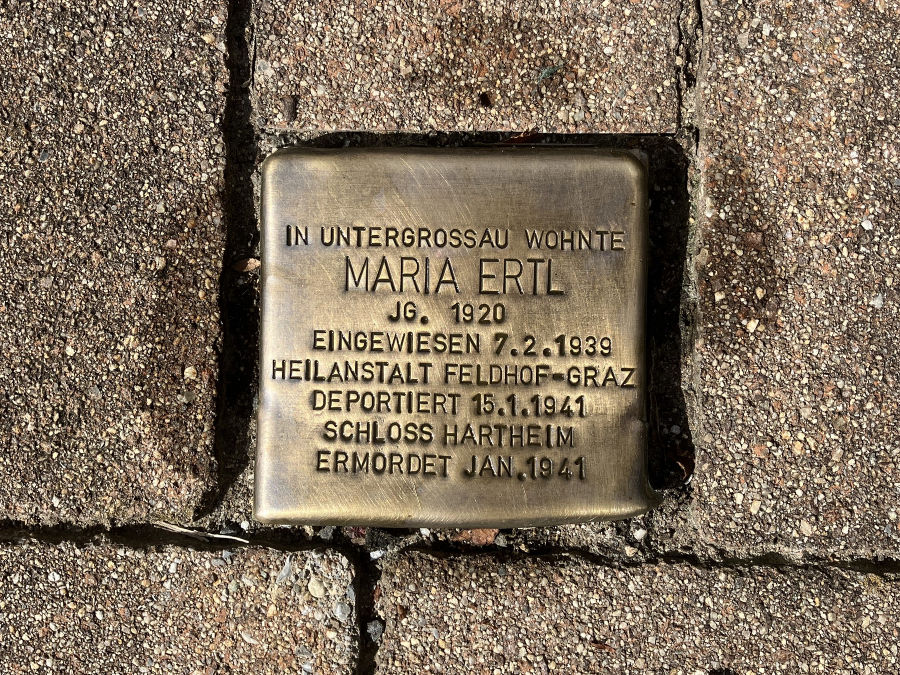 IN UNTERGROSSAU WOHNTE
MARIA ERTL
JG. 1920
EINGEWIESEN 7.2.1939
HEILANSTALT FELDHOF-GRAZ
DEPORTIERT 15.1.1941
SCHLOSS HARTHEIM
ERMORDET JAN.1941